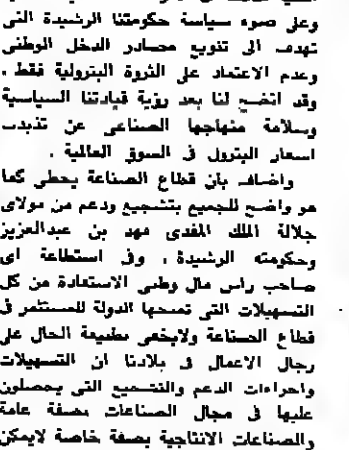 وعلى ضوء سياسة حكومتنا الرشيدة التى
تهدف الى تنويع مصادر الدخل الوطنى
وعدم الاعتماد على الثروة البترولية فقط .
وقد اتضح لنا بعد رؤية قيادتنا السياسية
وسلامة منهاجها الصناعى عن تذبذب
اسعار البترول فى السوق العالمية .
واضاف بأن قطاع الصناعة يحظى كما
هو واضح للجميع بتشجيع ودعم من مولاى
جلالة الملك المفدى فهد بن عبدالعزيز
وحكومته الرشيدة ، وفى استطاعة اى
صاحب راس مال وطنى الاستفادة من كل
التسهيلات التى تمنحها الدولة للمستثمر فى
قطاع الصناعة ولايخفى بطبيعة الحال على
رجال الاعمال فى بلادنا ان التسهيلات
واجراءات الدعم والتشجيع التى يحصلون
عليها فى مجال الصناعات بصفة عامة
والصناعات الانتاجية بصفة خاصة لايمكن